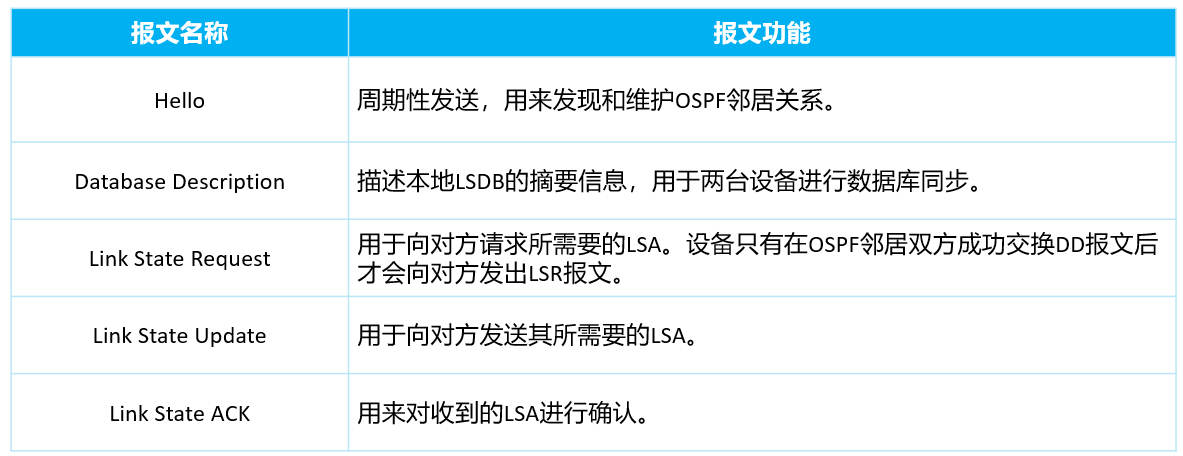 报文名称
报文功能
Hello
周期性发送，用来发现和维护OSPF邻居关系。
Database Description
描述本地LSDB的摘要信息，用于两台设备进行数据库同步。
Link State Request
用于向对方请求所需要的LSA。设备只有在OSPF邻居双方成功交换DD报文后
才会向对方发出LSR报文。
Link State Update
用于向对方发送其所需要的LSA。
Link State ACK
用来对收到的LSA进行确认。